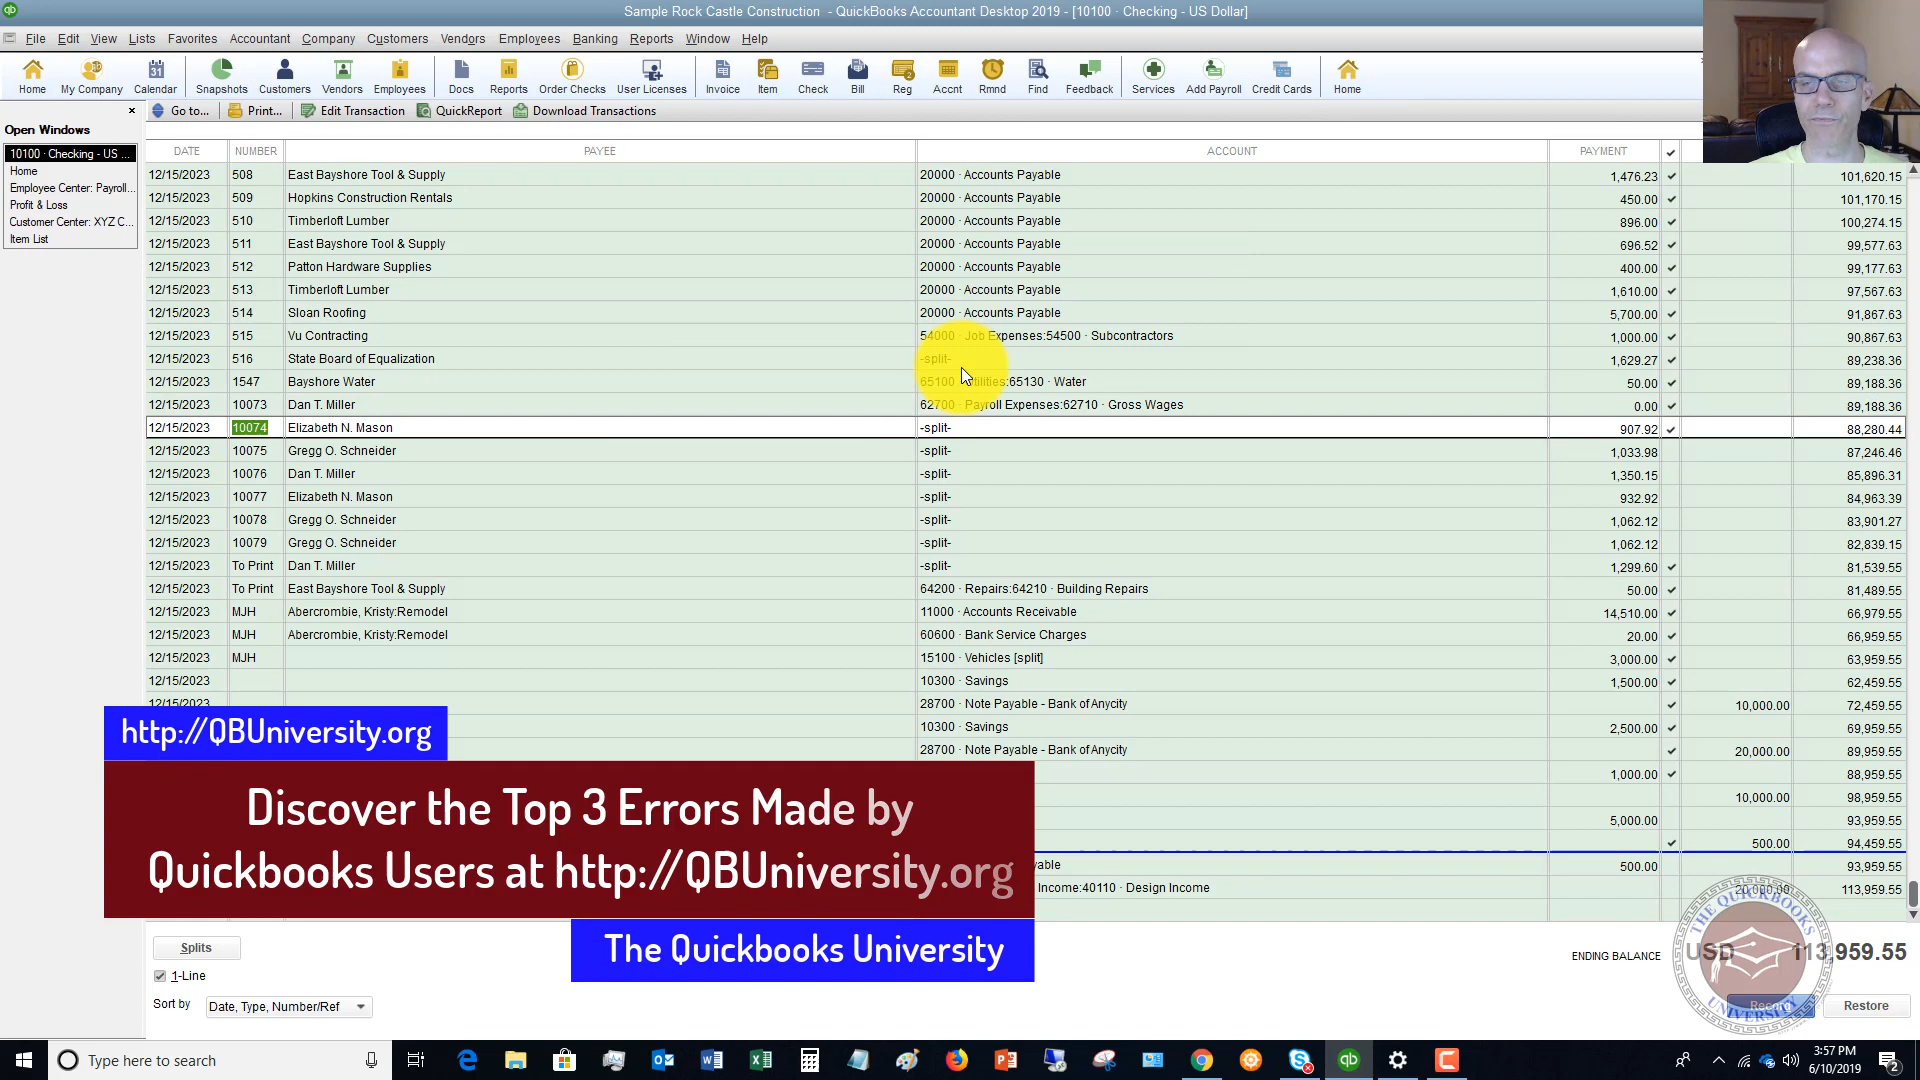 Sample Rock Castle Construction - QuickBooks Accountant Desktop 2019 - [10100 · Checking - US Dollar]
File Edit View Lists Favorites Accountant Company Customers Vendors Employees Banking Reports Window Help
Home My Company Calendar Snapshots Customers Vendors Employees Docs Reports Order Checks User Licenses Invoice Item Check Bill Reg Accnt Rmnd Find Feedback Services Add Payroll Credit Cards Home
Go to... Print... Edit Transaction QuickReport Download Transactions
Open Windows
10100 · Checking - US ...
Home
Employee Center: Payroll...
Profit & Loss
Customer Center: XYZ C...
Item List
DATE NUMBER PAYEE ACCOUNT PAYMENT ✓
12/15/2023 508 East Bayshore Tool & Supply 20000 · Accounts Payable 1,476.23 ✓ 101,620.15
12/15/2023 509 Hopkins Construction Rentals 20000 · Accounts Payable 450.00 ✓ 101,170.15
12/15/2023 510 Timberloft Lumber 20000 · Accounts Payable 896.00 ✓ 100,274.15
12/15/2023 511 East Bayshore Tool & Supply 20000 · Accounts Payable 696.52 ✓ 99,577.63
12/15/2023 512 Patton Hardware Supplies 20000 · Accounts Payable 400.00 ✓ 99,177.63
12/15/2023 513 Timberloft Lumber 20000 · Accounts Payable 1,610.00 ✓ 97,567.63
12/15/2023 514 Sloan Roofing 20000 · Accounts Payable 5,700.00 ✓ 91,867.63
12/15/2023 515 Vu Contracting 54000 · Job Expenses:54500 · Subcontractors 1,000.00 ✓ 90,867.63
12/15/2023 516 State Board of Equalization -split- 1,629.27 ✓ 89,238.36
12/15/2023 1547 Bayshore Water 65100 · Utilities:65130 · Water 50.00 ✓ 89,188.36
12/15/2023 10073 Dan T. Miller 62700 · Payroll Expenses:62710 · Gross Wages 0.00 ✓ 89,188.36
12/15/2023 10074 Elizabeth N. Mason -split- 907.92 ✓ 88,280.44
12/15/2023 10075 Gregg O. Schneider -split- 1,033.98 87,246.46
12/15/2023 10076 Dan T. Miller -split- 1,350.15 85,896.31
12/15/2023 10077 Elizabeth N. Mason -split- 932.92 84,963.39
12/15/2023 10078 Gregg O. Schneider -split- 1,062.12 83,901.27
12/15/2023 10079 Gregg O. Schneider -split- 1,062.12 82,839.15
12/15/2023 To Print Dan T. Miller -split- 1,299.60 ✓ 81,539.55
12/15/2023 To Print East Bayshore Tool & Supply 64200 · Repairs:64210 · Building Repairs 50.00 ✓ 81,489.55
12/15/2023 MJH Abercrombie, Kristy:Remodel 11000 · Accounts Receivable 14,510.00 ✓ 66,979.55
12/15/2023 MJH Abercrombie, Kristy:Remodel 60600 · Bank Service Charges 20.00 ✓ 66,959.55
12/15/2023 MJH 15100 · Vehicles [split] 3,000.00 ✓ 63,959.55
12/15/2023 10300 · Savings 1,500.00 ✓ 62,459.55
12/15/2023 28700 · Note Payable - Bank of Anycity ✓ 10,000.00 72,459.55
10300 · Savings 2,500.00 ✓ 69,959.55
28700 · Note Payable - Bank of Anycity ✓ 20,000.00 89,959.55
1,000.00 ✓ 88,959.55
10,000.00 98,959.55
5,000.00 93,959.55
✓ 500.00 94,459.55
500.00 93,959.55
Income:40110 · Design Income 20,000.00 113,959.55
http://QBUniversity.org
Discover the Top 3 Errors Made by
Quickbooks Users at http://QBUniversity.org
The Quickbooks University
Splits
1-Line
Sort by Date, Type, Number/Ref
ENDING BALANCE USD 113,959.55
Record Restore
THE QUICKBOOKS UNIVERSITY
Type here to search
3:57 PM
6/10/2019
2